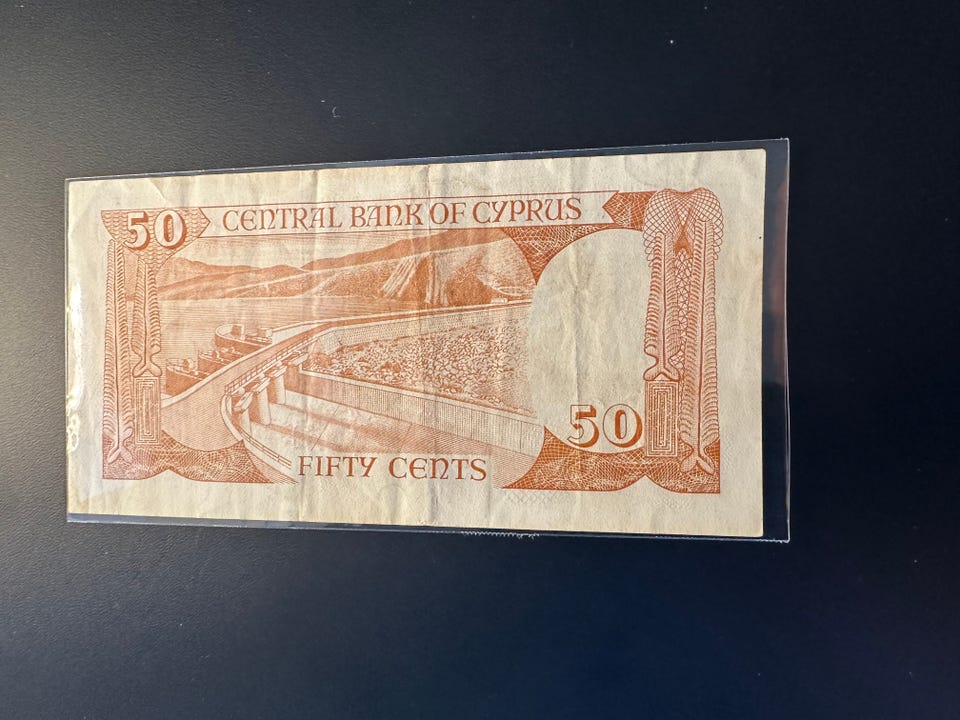 50 CENTRAL BANK OF CYPRUS
50
FIFTY CENTS